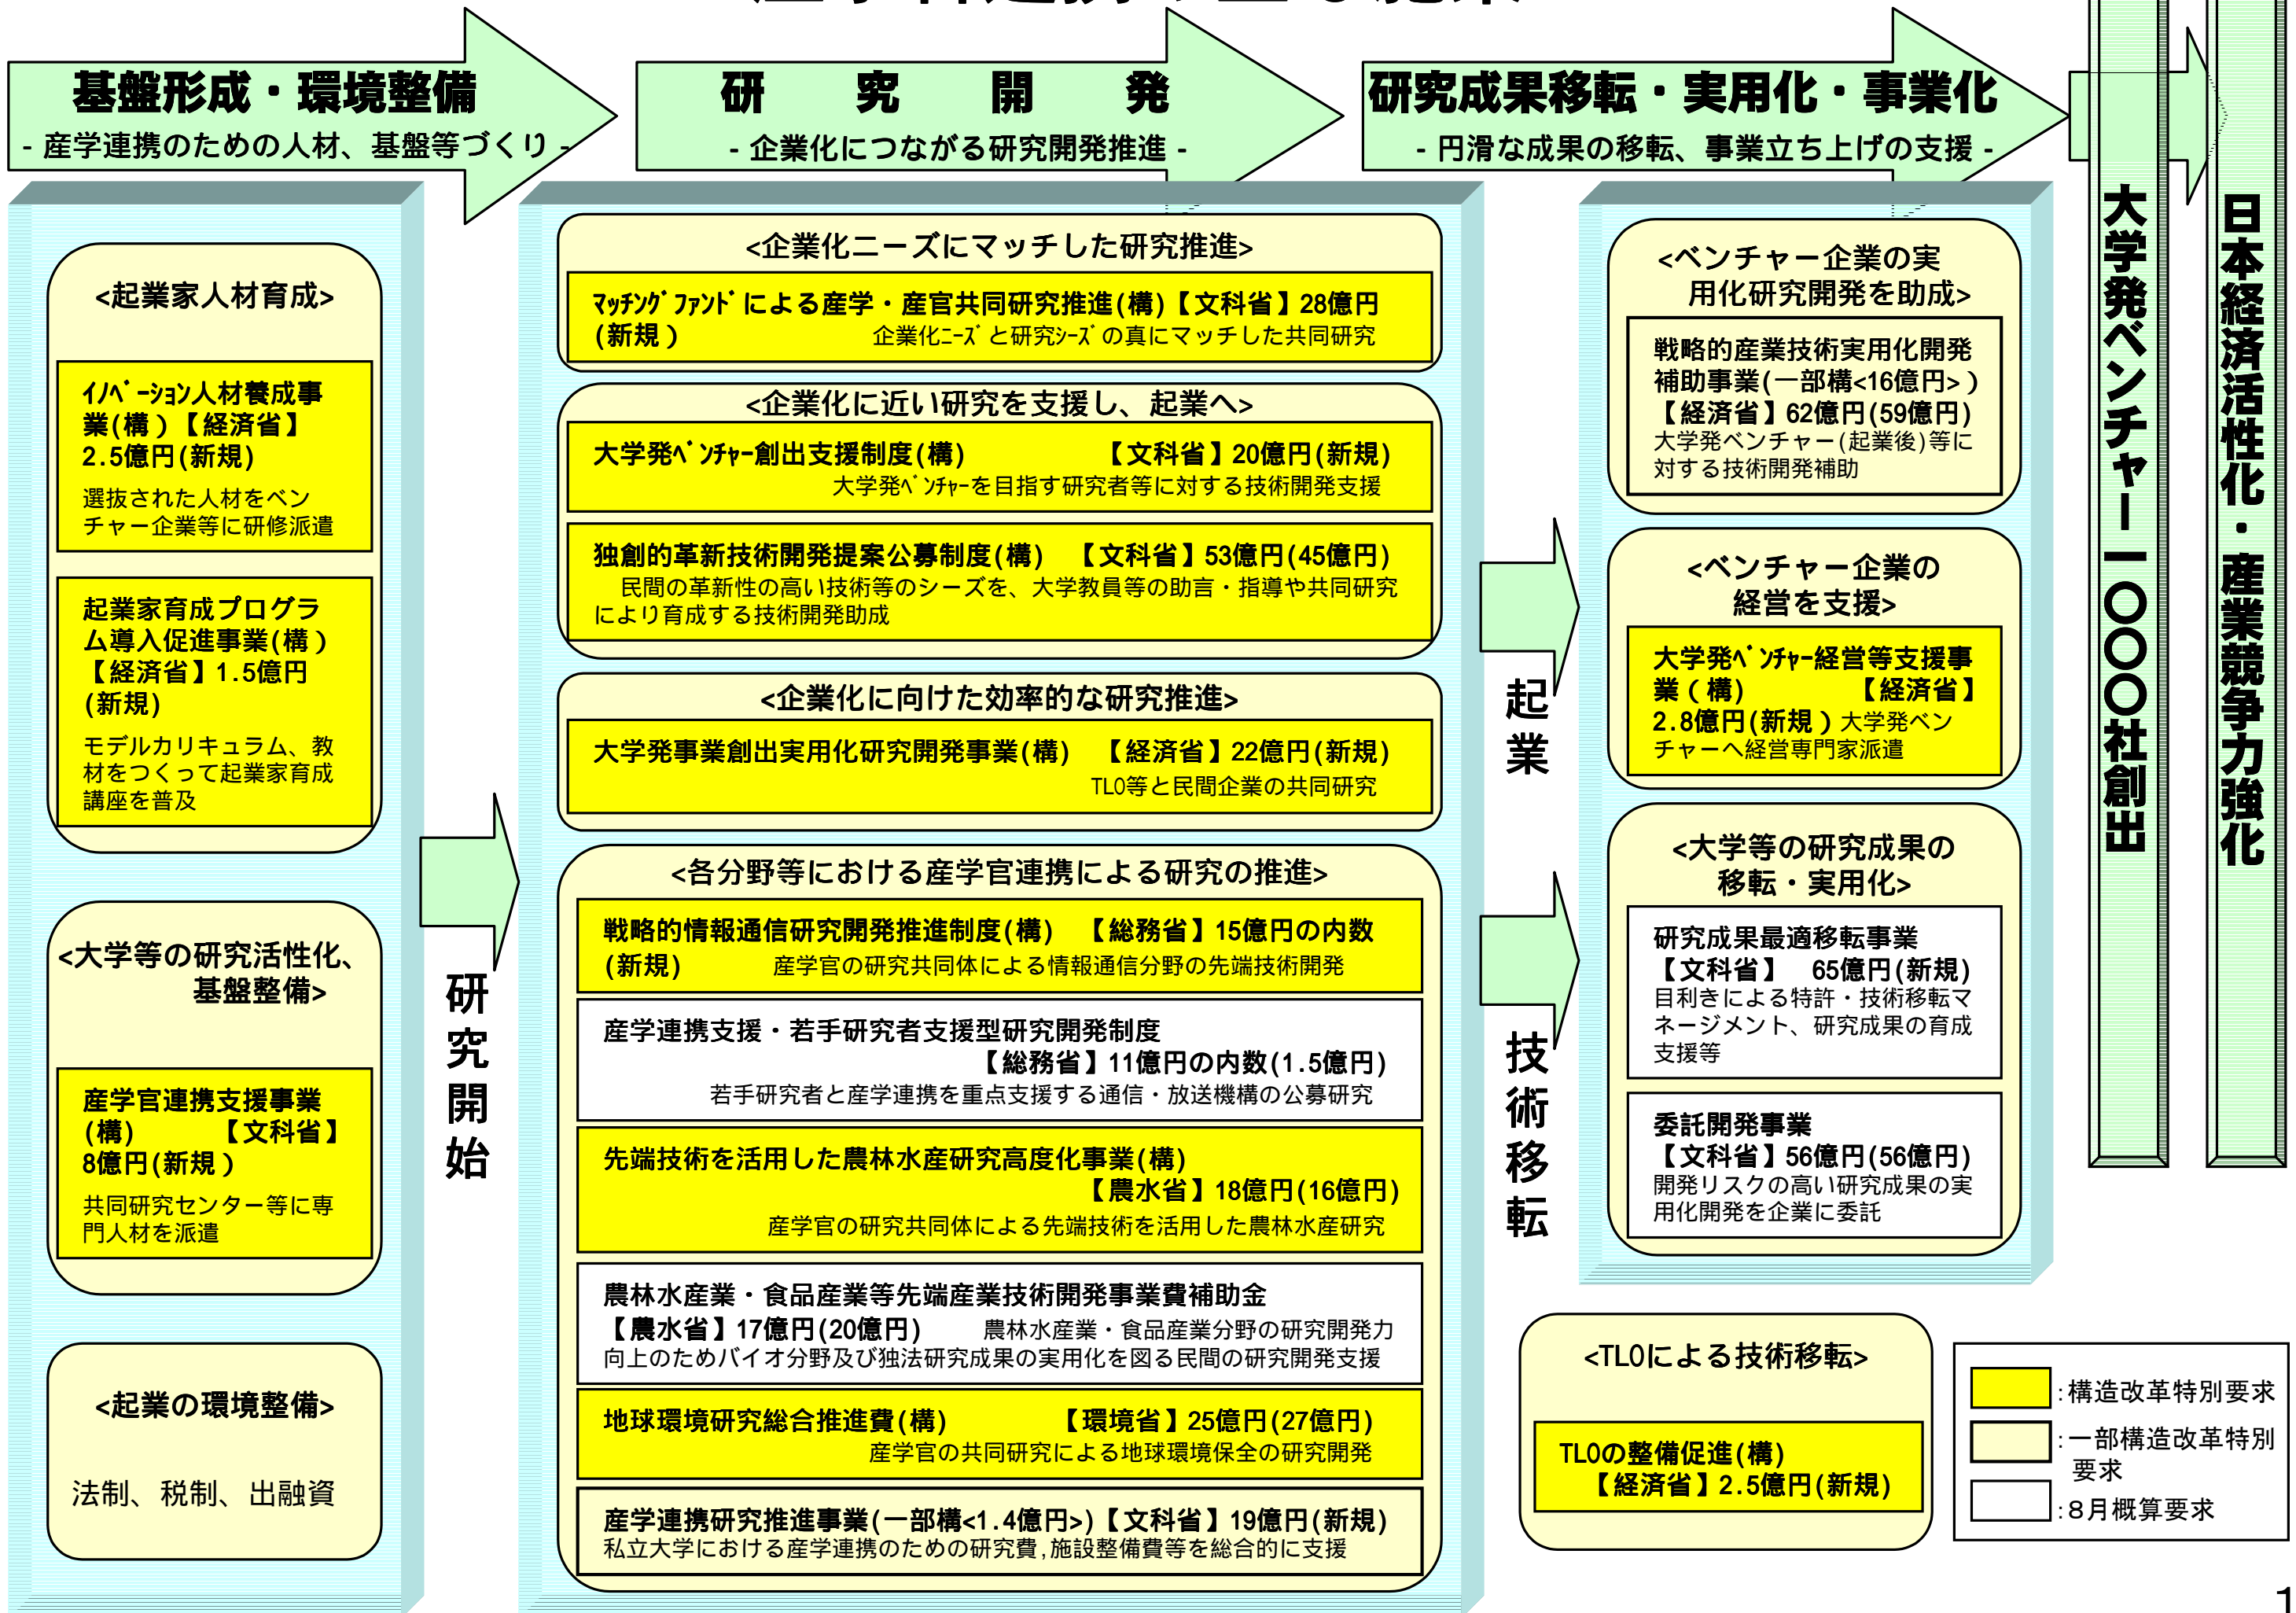 基盤形成・環境整備
- 産学連携のための人材、基盤等づくり -
研究開発
- 企業化につながる研究開発推進 -
研究成果移転・実用化・事業化
- 円滑な成果の移転、事業立ち上げの支援 -
<起業家人材育成>
ｲﾉﾍﾞｰｼｮﾝ人材養成事
業(構)【経済省】
2.5億円(新規)
選抜された人材をベン
チャー企業等に研修派遣
起業家育成プログラ
ム導入促進事業(構)
【経済省】1.5億円
(新規)
モデルカリキュラム、教
材をつくって起業家育成
講座を普及
<大学等の研究活性化、
基盤整備>
産学官連携支援事業
(構) 【文科省】
8億円(新規)
共同研究センター等に専
門人材を派遣
<起業の環境整備>
法制、税制、出融資
研究開始
<企業化ニーズにマッチした研究推進>
ﾏｯﾁﾝｸﾞﾌｧﾝﾄﾞによる産学・産官共同研究推進(構)【文科省】28億円
(新規) 企業化ﾆｰｽﾞと研究ｼｰｽﾞの真にマッチした共同研究
<企業化に近い研究を支援し、起業へ>
大学発ﾍﾞﾝﾁｬｰ創出支援制度(構) 【文科省】20億円(新規)
大学発ﾍﾞﾝﾁｬｰを目指す研究者等に対する技術開発支援
独創的革新技術開発提案公募制度(構) 【文科省】53億円(45億円)
民間の革新性の高い技術等のシーズを、大学教員等の助言・指導や共同研究
により育成する技術開発助成
<企業化に向けた効率的な研究推進>
大学発事業創出実用化研究開発事業(構) 【経済省】22億円(新規)
TLO等と民間企業の共同研究
<各分野等における産学官連携による研究の推進>
戦略的情報通信研究開発推進制度(構) 【総務省】15億円の内数
(新規) 産学官の研究共同体による情報通信分野の先端技術開発
産学連携支援・若手研究者支援型研究開発制度
【総務省】11億円の内数(1.5億円)
若手研究者と産学連携を重点支援する通信・放送機構の公募研究
先端技術を活用した農林水産研究高度化事業(構)
【農水省】18億円(16億円)
産学官の研究共同体による先端技術を活用した農林水産研究
農林水産業・食品産業等先端産業技術開発事業費補助金
【農水省】17億円(20億円) 農林水産業・食品産業分野の研究開発力
向上のためバイオ分野及び独法研究成果の実用化を図る民間の研究開発支援
地球環境研究総合推進費(構) 【環境省】25億円(27億円)
産学官の共同研究による地球環境保全の研究開発
産学連携研究推進事業(一部構<1.4億円>)【文科省】19億円(新規)
私立大学における産学連携のための研究費,施設整備費等を総合的に支援
起業
技術移転
<ベンチャー企業の実
用化研究開発を助成>
戦略的産業技術実用化開発
補助事業(一部構<16億円>)
【経済省】62億円(59億円)
大学発ベンチャー(起業後)等に
対する技術開発補助
<ベンチャー企業の
経営を支援>
大学発ﾍﾞﾝﾁｬｰ経営等支援事
業(構) 【経済省】
2.8億円(新規)大学発ベン
チャーへ経営専門家派遣
<大学等の研究成果の
移転・実用化>
研究成果最適移転事業
【文科省】 65億円(新規)
目利きによる特許・技術移転マ
ネージメント、研究成果の育成
支援等
委託開発事業
【文科省】56億円(56億円)
開発リスクの高い研究成果の実
用化開発を企業に委託
<TLOによる技術移転>
TLOの整備促進(構)
【経済省】2.5億円(新規)
大学発ベンチャー一〇〇〇社創出
日本経済活性化・産業競争力強化
:構造改革特別要求
:一部構造改革特別
要求
:8月概算要求
1